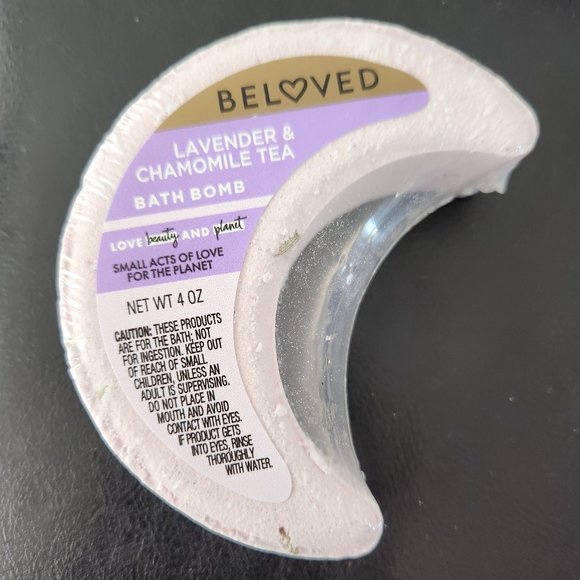 BELOVED
LAVENDER &
CHAMOMILE TEA
BATH BOMB
LOVE beauty AND planet
SMALL ACTS OF LOVE
FOR THE PLANET
NET WT 4 OZ
CAUTION: THESE PRODUCTS
ARE FOR THE BATH; NOT
FOR INGESTION. KEEP OUT
OF REACH OF SMALL
CHILDREN, UNLESS AN
ADULT IS SUPERVISING.
DO NOT PLACE IN
MOUTH AND AVOID
CONTACT WITH EYES.
IF PRODUCT GETS
INTO EYES, RINSE
THOROUGHLY
WITH WATER.